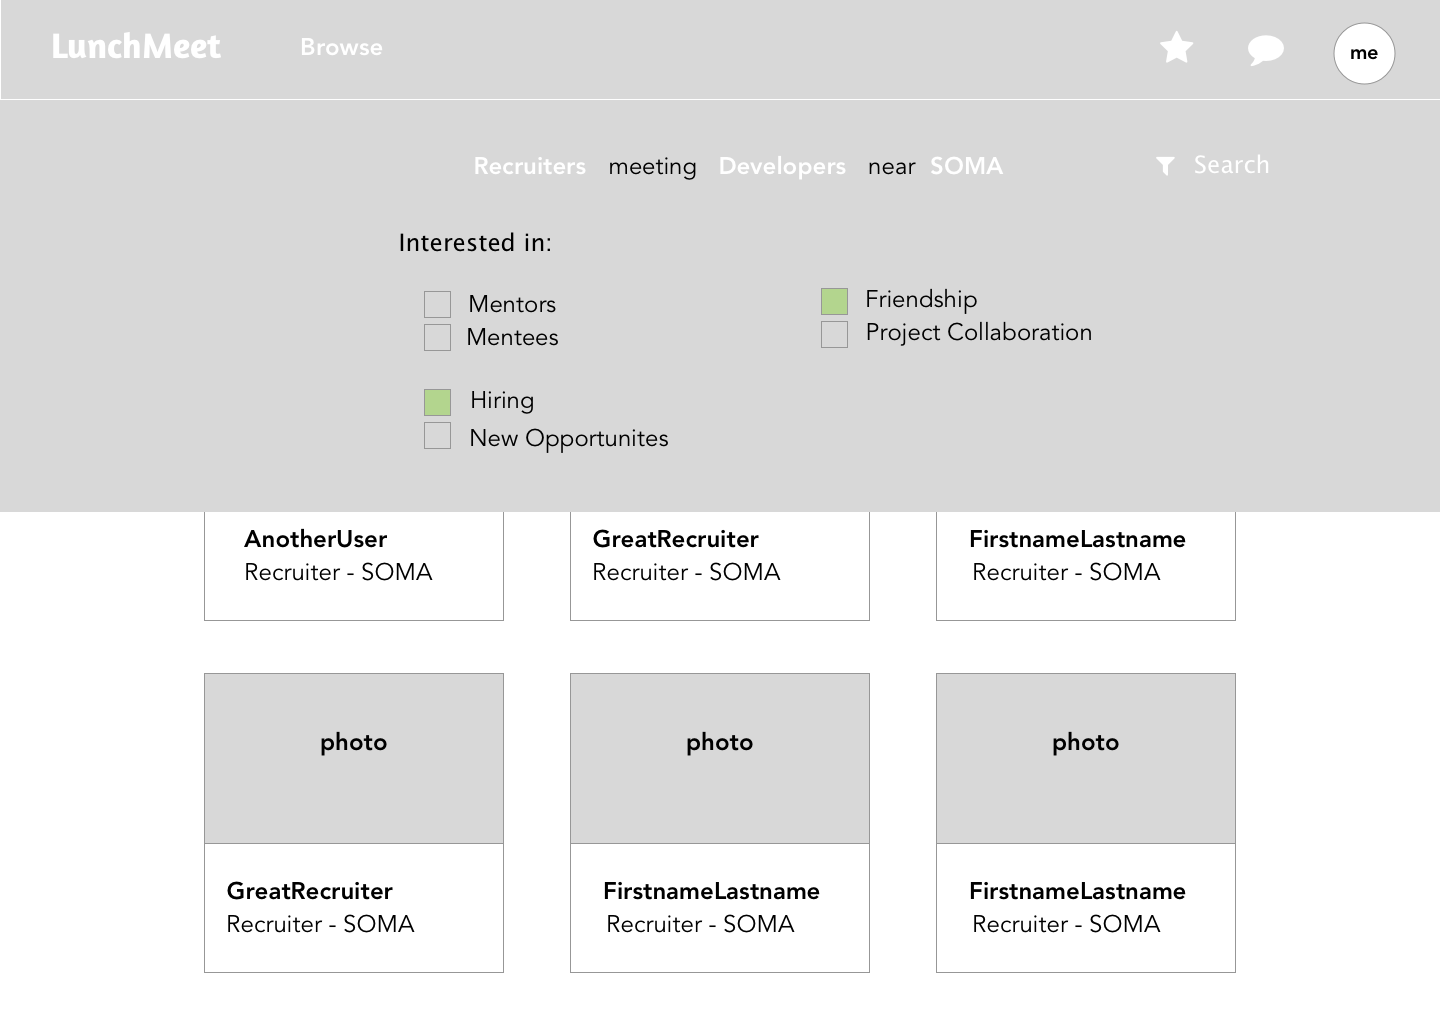 LunchMeet Browse me
Recruiters meeting Developers near SOMA Search
Interested in:
Mentors
Mentees
Friendship
Project Collaboration
Hiring
New Opportunites
AnotherUser
Recruiter - SOMA
GreatRecruiter
Recruiter - SOMA
FirstnameLastname
Recruiter - SOMA
photo
GreatRecruiter
Recruiter - SOMA
photo
FirstnameLastname
Recruiter - SOMA
photo
FirstnameLastname
Recruiter - SOMA